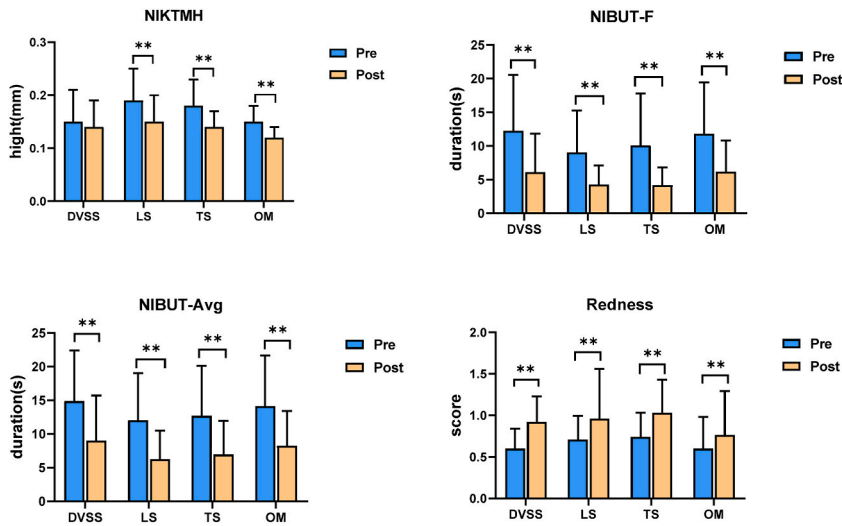 NIKTMH
hight(mm)
0.3
0.2
0.1
0.0
**
**
**
DVSS LS TS OM
Pre
Post
NIBUT-F
duration(s)
25
20
15
10
5
0
**
**
**
**
DVSS LS TS OM
Pre
Post
NIBUT-Avg
duration(s)
25
20
15
10
5
0
**
**
**
**
DVSS LS TS OM
Pre
Post
Redness
score
2.0
1.5
1.0
0.5
0.0
**
**
**
**
DVSS LS TS OM
Pre
Post